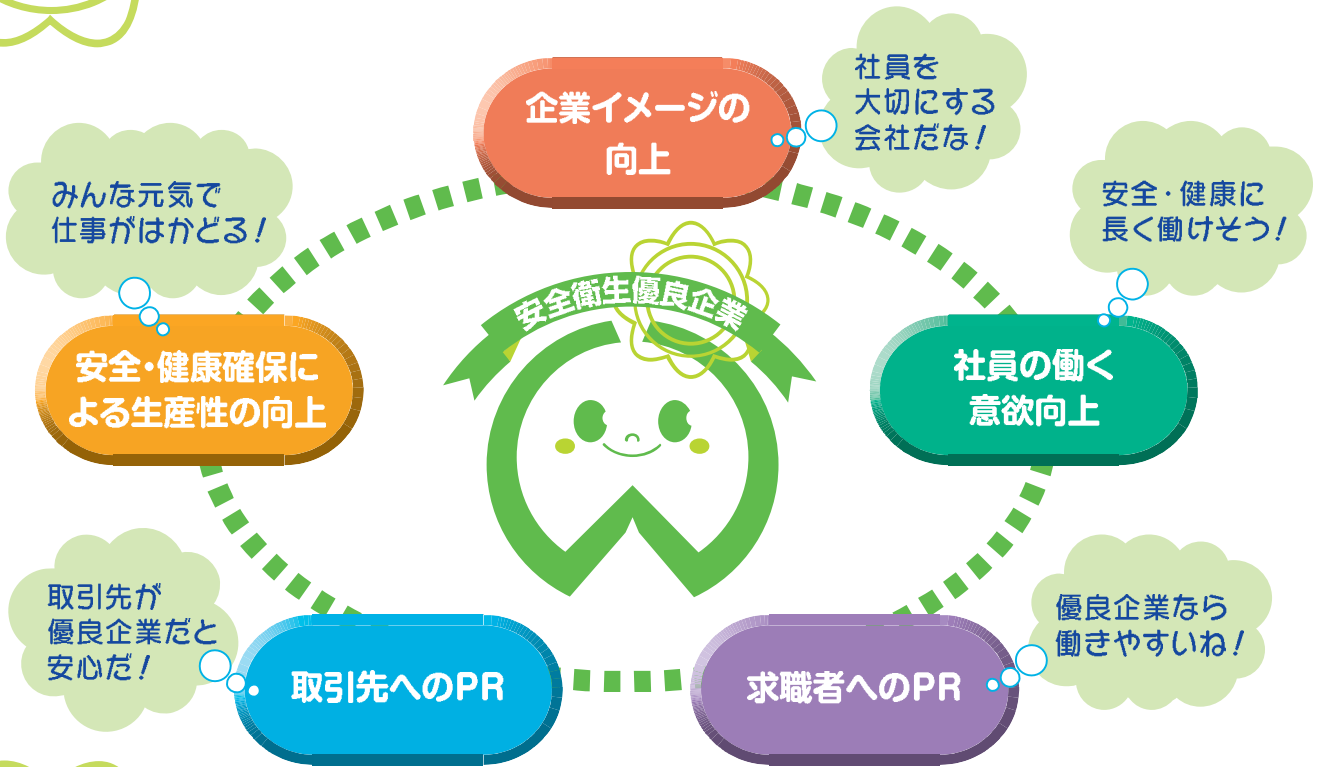 企業イメージの
向上
社員を
大切にする
会社だな!
みんな元気で
仕事がはかどる!
安全・健康に
長く働けそう!
安全衛生優良企業
安全・健康確保に
よる生産性の向上
社員の働く
意欲向上
取引先が
優良企業だと
安心だ!
取引先へのPR
求職者へのPR
優良企業なら
働きやすいね!